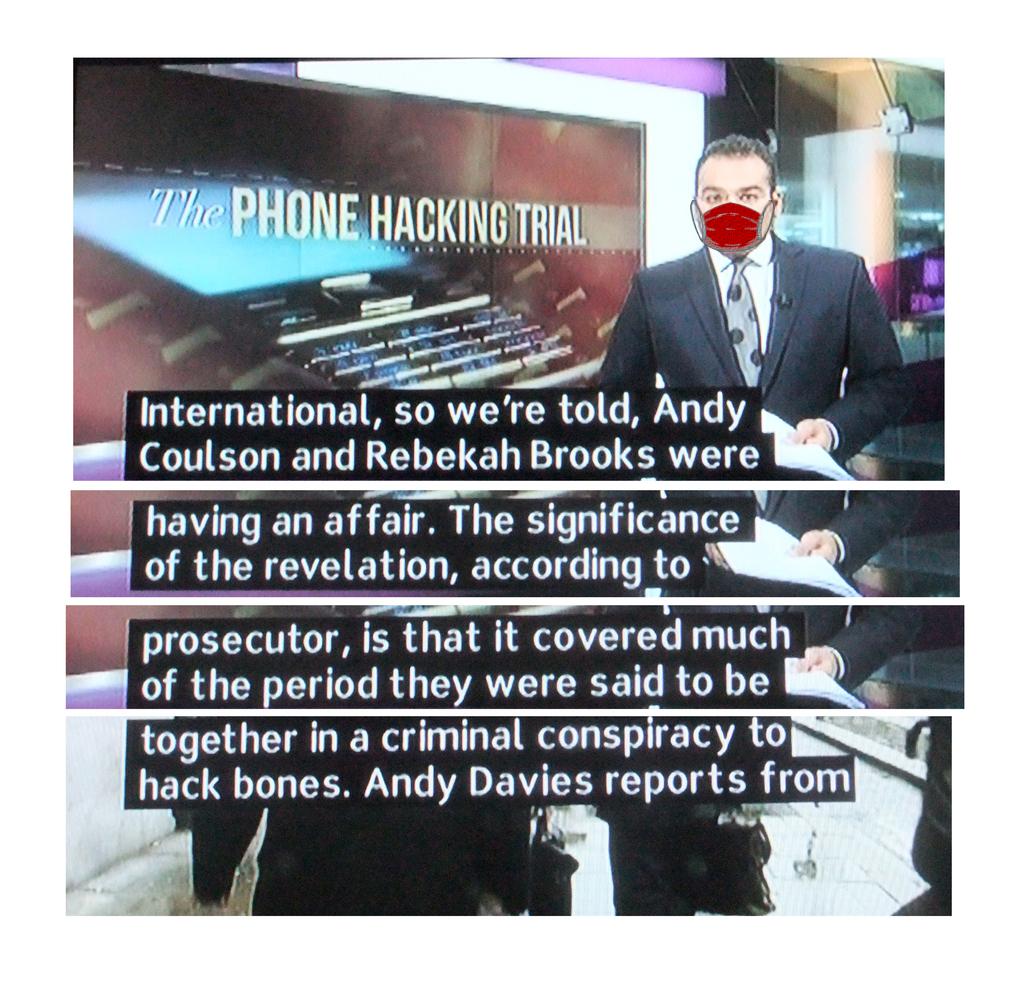 The PHONE HACKING TRIAL
International, so we're told, Andy
Coulson and Rebekah Brooks were
having an affair. The significance
of the revelation, according to
prosecutor, is that it covered much
of the period they were said to be
together in a criminal conspiracy to
hack bones. Andy Davies reports from